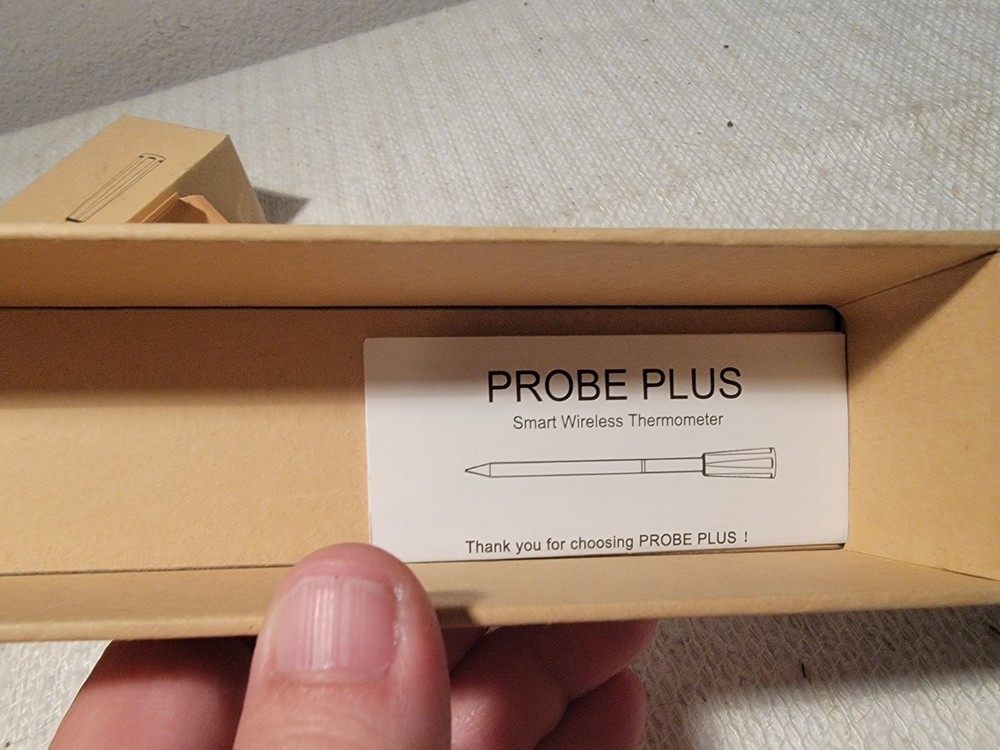 PROBE PLUS
Smart Wireless Thermometer
Thank you for choosing PROBE PLUS !